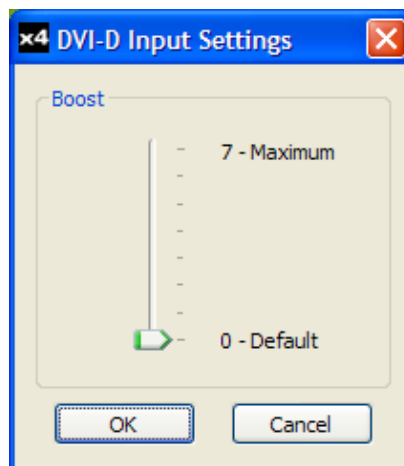 x4 DVI-D Input Settings
Boost
7 - Maximum
0 - Default
OK
Cancel